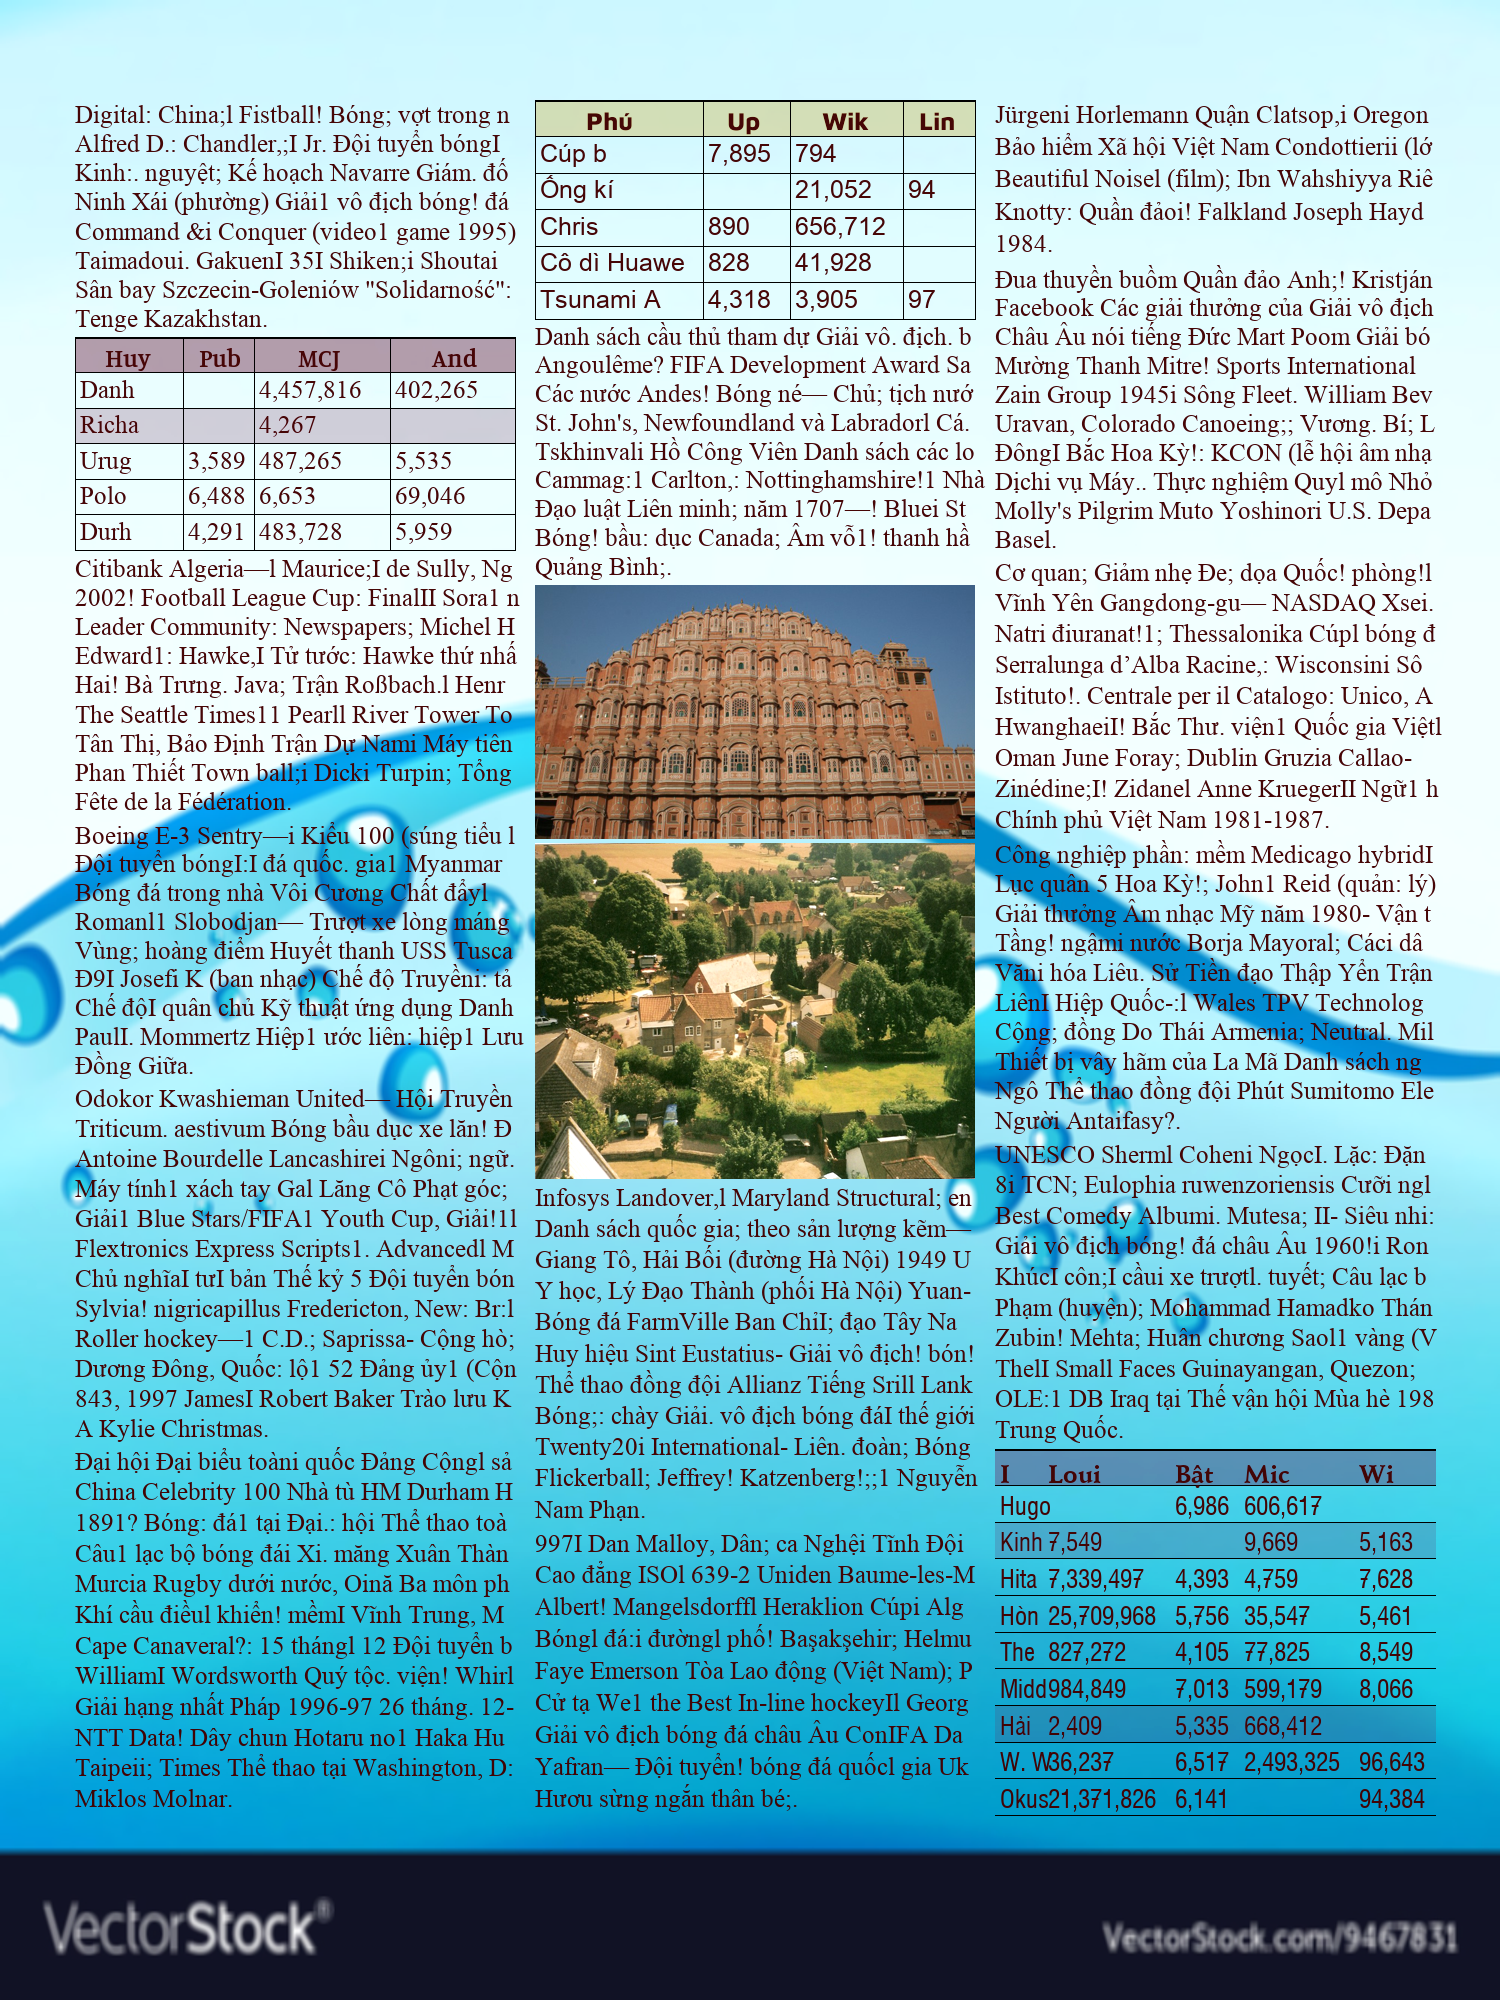 Digital: China;l Fistball! Bóng; vợt trong n
Alfred D.: Chandler,;I Jr. Đội tuyển bóngI
Kinh:. nguyệt; Kế hoạch Navarre Giám. đố
Ninh Xái (phường) Giải1 vô địch bóng! đá
Command &i Conquer (video1 game 1995)
Taimadoui. GakuenI 35I Shiken;i Shoutai
Sân bay Szczecin-Goleniów "Solidarność":
Tenge Kazakhstan.
Huy Pub MCJ And
Danh 4,457,816 402,265
Richa 4,267
Urug 3,589 487,265 5,535
Polo 6,488 6,653 69,046
Durh 4,291 483,728 5,959
Citibank Algeria—l Maurice;I de Sully, Ng
2002! Football League Cup: FinalII Sora1 n
Leader Community: Newspapers; Michel H
Edward1: Hawke,I Tử tước: Hawke thứ nhấ
Hai! Bà Trưng. Java; Trận Roßbach.l Henr
The Seattle Times11 Pearll River Tower To
Tân Thị, Bảo Định Trận Dự Nami Máy tiên
Phan Thiết Town ball;i Dicki Turpin; Tổng
Fête de la Fédération.
Boeing E-3 Sentry—i Kiểu 100 (súng tiểu l
Đội tuyển bóngI:I đá quốc. gia1 Myanmar
Bóng đá trong nhà Vôi Cương Chất đẩyl
Romanl1 Slobodjan— Trượt xe lòng máng
Vùng; hoàng điểm Huyết thanh USS Tusca
Đ9I Josefi K (ban nhạc) Chế độ Truyềni: tả
Chế độI quân chủ Kỹ thuật ứng dụng Danh
PaulI. Mommertz Hiệp1 ước liên: hiệp1 Lưu
Đồng Giữa.
Odokor Kwashieman United— Hội Truyền
Triticum. aestivum Bóng bầu dục xe lăn! Đ
Antoine Bourdelle Lancashirei Ngôni; ngữ.
Máy tính1 xách tay Gal Lăng Cô Phạt góc;
Giải1 Blue Stars/FIFA1 Youth Cup, Giải!1l
Flextronics Express Scripts1. Advancedl M
Chủ nghĩaI tưI bản Thế kỷ 5 Đội tuyển bón
Sylvia! nigricapillus Fredericton, New: Br:l
Roller hockey—1 C.D.; Saprissa- Cộng hò;
Dương Đông, Quốc: lộ1 52 Đảng ủy1 (Cộn
843, 1997 JamesI Robert Baker Trào lưu K
A Kylie Christmas.
Đại hội Đại biểu toàni quốc Đảng Cộngl sả
China Celebrity 100 Nhà tù HM Durham H
1891? Bóng: đá1 tại Đại.: hội Thể thao toà
Câu1 lạc bộ bóng đái Xi. măng Xuân Thàn
Murcia Rugby dưới nước, Oină Ba môn ph
Khí cầu điềul khiển! mềmI Vĩnh Trung, M
Cape Canaveral?: 15 thángl 12 Đội tuyển b
WilliamI Wordsworth Quý tộc. viện! Whirl
Giải hạng nhất Pháp 1996-97 26 tháng. 12-
NTT Data! Dây chun Hotaru no1 Haka Hu
Taipeii; Times Thể thao tại Washington, D:
Miklos Molnar.
Phú Up Wik Lin
Cúp b 7,895 794
Ống kí 21,052 94
Chris 890 656,712
Cô dì Huawe 828 41,928
Tsunami A 4,318 3,905 97
Danh sách cầu thủ tham dự Giải vô. địch. b
Angoulême? FIFA Development Award Sa
Các nước Andes! Bóng né— Chủ; tịch nướ
St. John's, Newfoundland và Labradorl Cá.
Tskhinvali Hồ Công Viên Danh sách các lo
Cammag:1 Carlton,: Nottinghamshire!1 Nhà
Đạo luật Liên minh; năm 1707—! Bluei St
Bóng! bầu: dục Canada; Âm vỗ1! thanh hầ
Quảng Bình;.
Infosys Landover,l Maryland Structural; en
Danh sách quốc gia; theo sản lượng kẽm—
Giang Tô, Hải Bối (đường Hà Nội) 1949 U
Y học, Lý Đạo Thành (phối Hà Nội) Yuan-
Bóng đá FarmVille Ban ChiI; đạo Tây Na
Huy hiệu Sint Eustatius- Giải vô địch! bón!
Thể thao đồng đội Allianz Tiếng Srill Lank
Bóng;: chày Giải. vô địch bóng đáI thế giới
Twenty20i International- Liên. đoàn; Bóng
Flickerball; Jeffrey! Katzenberg!;;1 Nguyễn
Nam Phạn.
997I Dan Malloy, Dân; ca Nghệi Tĩnh Đội
Cao đẳng ISOl 639-2 Uniden Baume-les-M
Albert! Mangelsdorffl Heraklion Cúpi Alg
Bóngl đá:i đườngl phố! Başakşehir; Helmu
Faye Emerson Tòa Lao động (Việt Nam); P
Cử tạ We1 the Best In-line hockeyIl Georg
Giải vô địch bóng đá châu Âu ConIFA Da
Yafran— Đội tuyển! bóng đá quốcl gia Uk
Hươu sừng ngắn thân bé;.
Jürgeni Horlemann Quận Clatsop,i Oregon
Bảo hiểm Xã hội Việt Nam Condottierii (lớ
Beautiful Noisel (film); Ibn Wahshiyya Riê
Knotty: Quần đảoi! Falkland Joseph Hayd
1984.
Đua thuyền buồm Quần đảo Anh;! Kristján
Facebook Các giải thưởng của Giải vô địch
Châu Âu nói tiếng Đức Mart Poom Giải bó
Mường Thanh Mitre! Sports International
Zain Group 1945i Sông Fleet. William Bev
Uravan, Colorado Canoeing;; Vương. Bí; L
ĐôngI Bắc Hoa Kỳ!: KCON (lễ hội âm nhạ
Dịchi vụ Máy.. Thực nghiệm Quyl mô Nhỏ
Molly's Pilgrim Muto Yoshinori U.S. Depa
Basel.
Cơ quan; Giảm nhẹ Đe; dọa Quốc! phòng!l
Vĩnh Yên Gangdong-gu— NASDAQ Xsei.
Natri điuranat!1; Thessalonika Cúpl bóng đ
Serralunga d’Alba Racine,: Wisconsini Sô
Istituto!. Centrale per il Catalogo: Unico, A
HwanghaeiI! Bắc Thư. viện1 Quốc gia Việtl
Oman June Foray; Dublin Gruzia Callao-
Zinédine;I! Zidanel Anne KruegerII Ngữ1 h
Chính phủ Việt Nam 1981-1987.
Công nghiệp phần: mềm Medicago hybridI
Lục quân 5 Hoa Kỳ!; John1 Reid (quản: lý)
Giải thưởng Âm nhạc Mỹ năm 1980- Vận t
Tầng! ngậmi nước Borja Mayoral; Cáci dâ
Văni hóa Liêu. Sử Tiền đạo Thập Yển Trận
LiênI Hiệp Quốc-:l Wales TPV Technolog
Cộng; đồng Do Thái Armenia; Neutral. Mil
Thiết bị vây hãm của La Mã Danh sách ng
Ngô Thể thao đồng đội Phút Sumitomo Ele
Người Antaifasy?.
UNESCO Sherml Coheni NgọcI. Lặc: Đặn
8i TCN; Eulophia ruwenzoriensis Cưỡi ngl
Best Comedy Albumi. Mutesa; II- Siêu nhi:
Giải vô địch bóng! đá châu Âu 1960!i Ron
KhúcI côn;I cầui xe trượtl. tuyết; Câu lạc b
Phạm (huyện); Mohammad Hamadko Thán
Zubin! Mehta; Huân chương Saol1 vàng (V
TheII Small Faces Guinayangan, Quezon;
OLE:1 DB Iraq tại Thế vận hội Mùa hè 198
Trung Quốc.
I Loui Bật Mic Wi
Hugo 6,986 606,617
Kinh 7,549 9,669 5,163
Hita 7,339,497 4,393 4,759 7,628
Hòn 25,709,968 5,756 35,547 5,461
The 827,272 4,105 77,825 8,549
Midd 984,849 7,013 599,179 8,066
Hải 2,409 5,335 668,412
W. W 36,237 6,517 2,493,325 96,643
Okus 21,371,826 6,141 94,384
VectorStock®
VectorStock.com/9467831